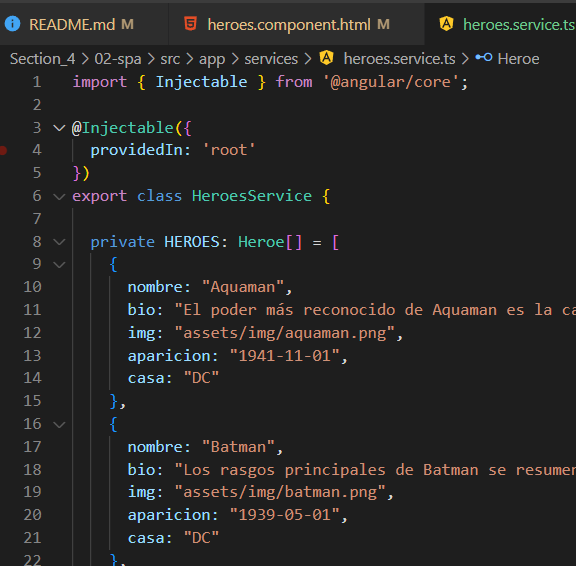 README.md M heroes.component.html M heroes.service.ts
Section_4 > 02-spa > src > app > services > heroes.service.ts > Heroe
1 import { Injectable } from '@angular/core';
2
3 @Injectable({
4 providedIn: 'root'
5 })
6 export class HeroesService {
7
8 private HEROES: Heroe[] = [
9 {
10 nombre: "Aquaman",
11 bio: "El poder más reconocido de Aquaman es la ca
12 img: "assets/img/aquaman.png",
13 aparicion: "1941-11-01",
14 casa: "DC"
15 },
16 {
17 nombre: "Batman",
18 bio: "Los rasgos principales de Batman se resumen
19 img: "assets/img/batman.png",
20 aparicion: "1939-05-01",
21 casa: "DC"
22 },